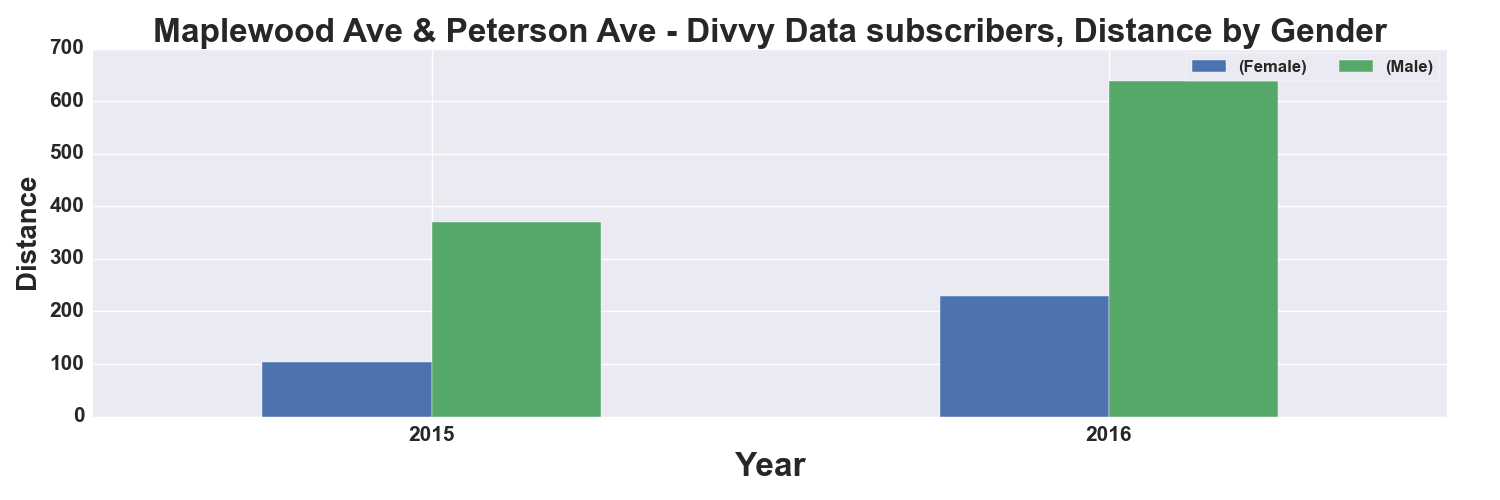 Maplewood Ave & Peterson Ave - Divvy Data subscribers, Distance by Gender
700
(Female) (Male)
600
500
400
300
200
100
0
Distance
2015 2016
Year